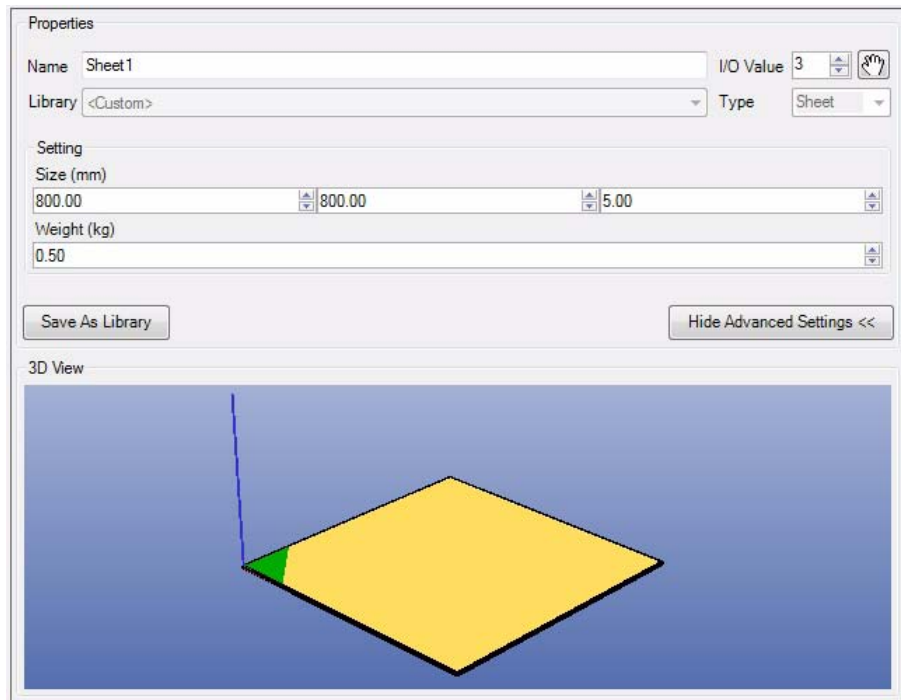 Properties
Name Sheet1 I/O Value 3
Library <Custom> Type Sheet
Setting
Size (mm)
800.00 800.00 5.00
Weight (kg)
0.50
Save As Library Hide Advanced Settings <<
3D View